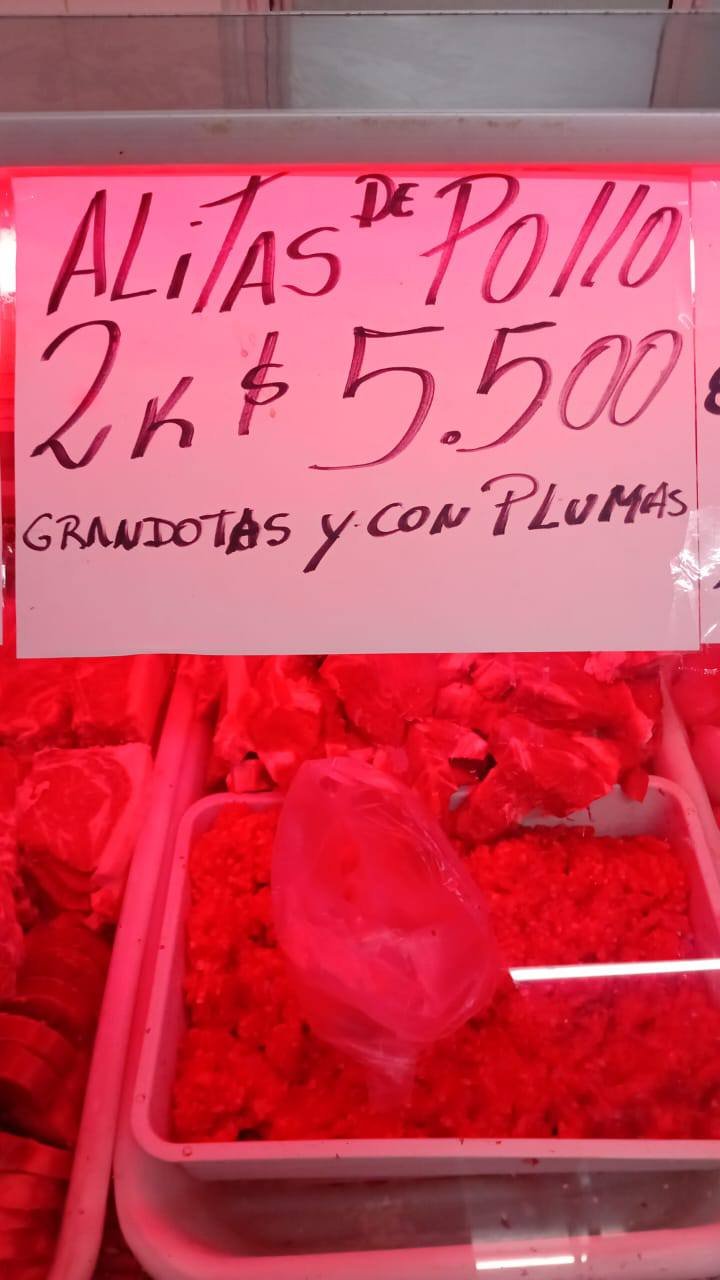 ALiTAS DE Pollo
2K $ 5.500
GRANDOTAS Y CON PLUMAS